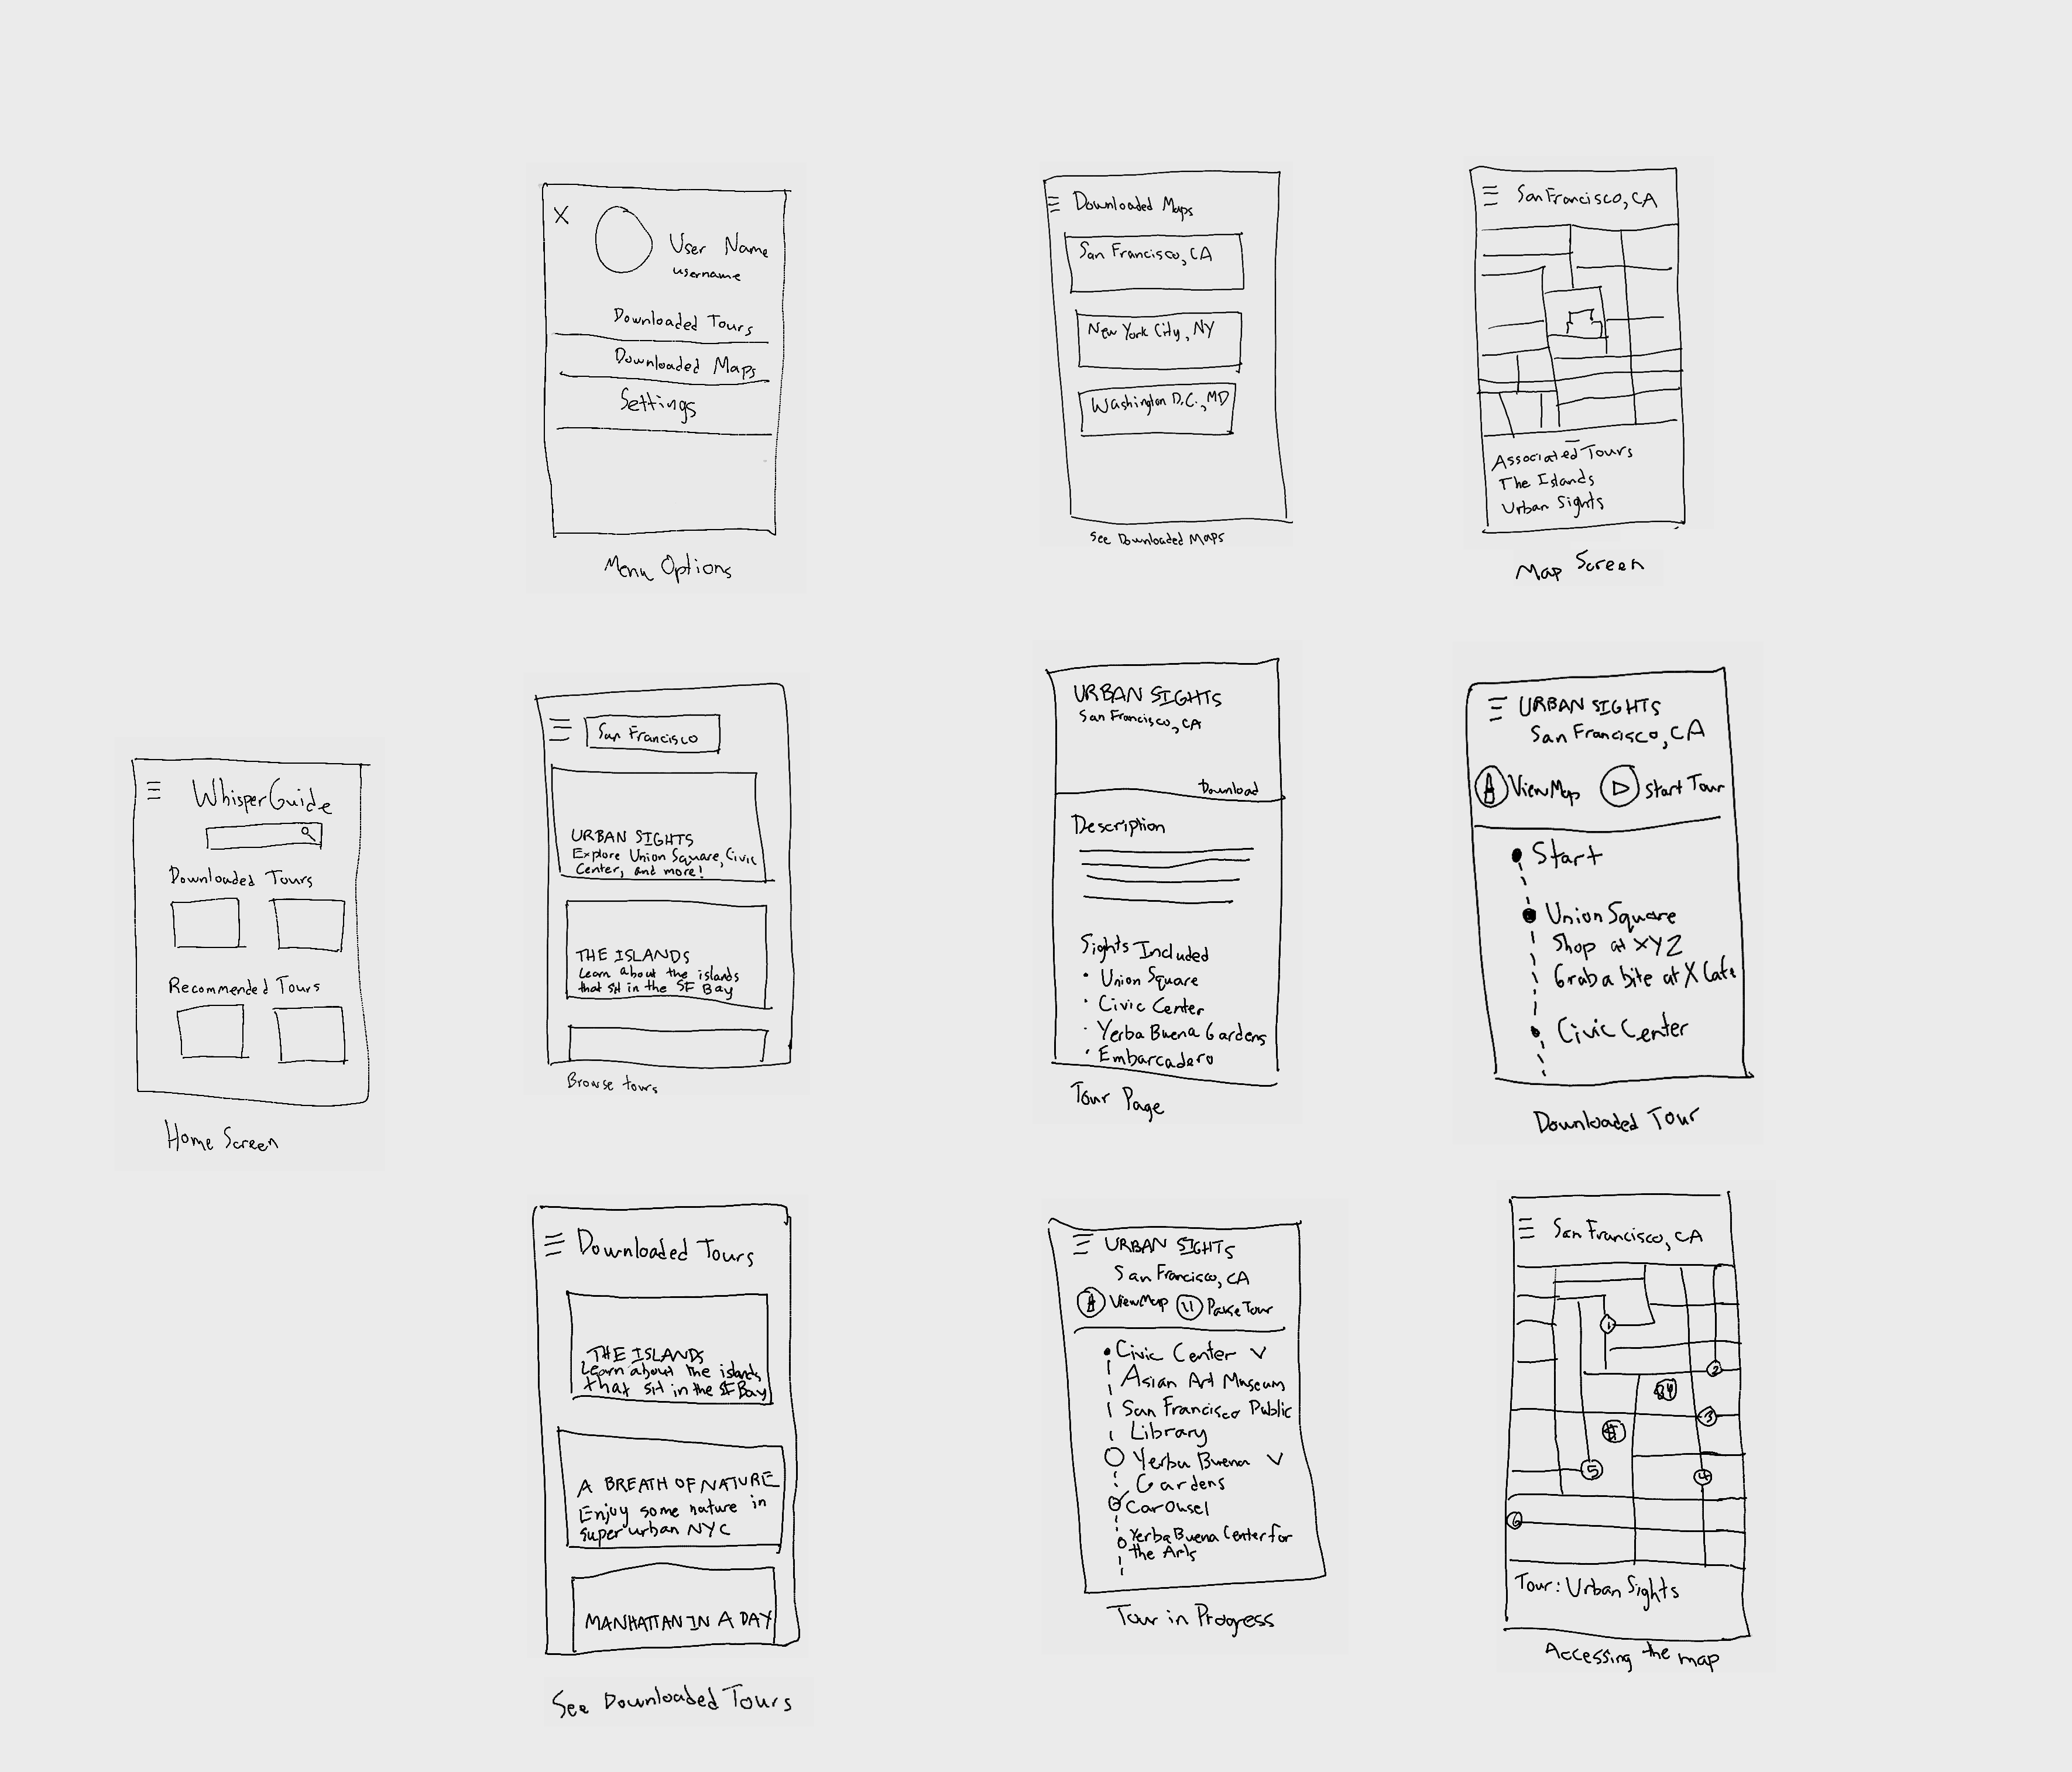 X
User Name
username
Downloaded Tours
Downloaded Maps
Settings
Menu Options
Downloaded Maps
San Francisco, CA
New York City, NY
Washington D.C., MD
See Downloaded Maps
San Francisco, CA
Associated Tours
The Islands
Urban Sights
Map Screen
WhisperGuide
Downloaded Tours
Recommended Tours
Home Screen
San Francisco
URBAN SIGHTS
Explore Union Square, Civic
Center, and more!
THE ISLANDS
Learn about the islands
that sit in the SF Bay
Browse tours
URBAN SIGHTS
San Francisco, CA
Download
Description
Sights Included
• Union Square
• Civic Center
• Yerba Buena Gardens
• Embarcadero
Tour Page
URBAN SIGHTS
San Francisco, CA
View Map Start Tour
Start
Union Square
Shop at XYZ
Grab a bite at X Cafe
Civic Center
Downloaded Tour
Downloaded Tours
THE ISLANDS
Learn about the islands
that sit in the SF Bay
A BREATH OF NATURE
Enjoy some nature in
super urban NYC
MANHATTAN IN A DAY
See Downloaded Tours
URBAN SIGHTS
San Francisco, CA
View Map Pause Tour
Civic Center
Asian Art Museum
San Francisco Public
Library
Yerba Buena
Gardens
Carousel
Yerba Buena Center for
the Arts
Tour in Progress
San Francisco, CA
1
2
3
5
4
6
Tour: Urban Sights
Accessing the map